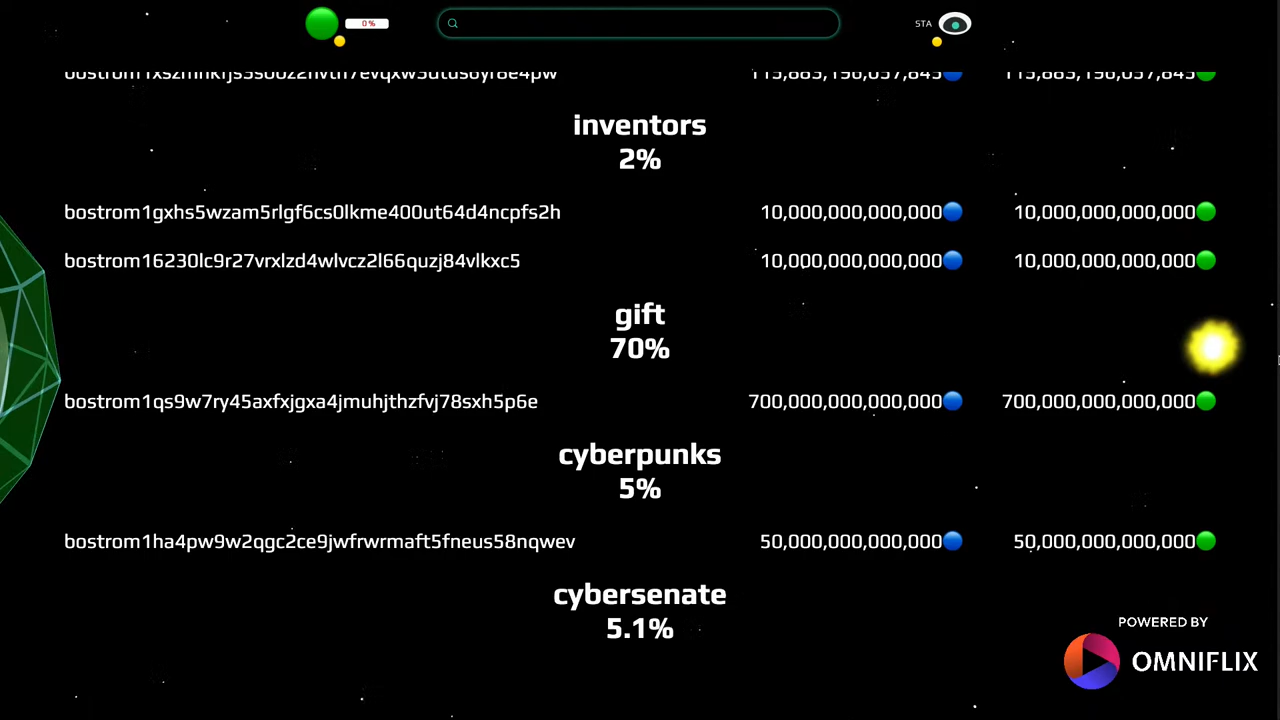 0 %
STA
inventors
2%
bostrom1gxhs5wzam5rlgf6cs0lkme400ut64d4ncpfs2h 10,000,000,000,000 10,000,000,000,000
bostrom16230lc9r27vrxlzd4wlvcz2l66quzj84vlkxc5 10,000,000,000,000 10,000,000,000,000
gift
70%
bostrom1qs9w7ry45axfxjgxa4jmuhjthzfvj78sxh5p6e 700,000,000,000,000 700,000,000,000,000
cyberpunks
5%
bostrom1ha4pw9w2qgc2ce9jwfrwrmaft5fneus58nqwev 50,000,000,000,000 50,000,000,000,000
cybersenate
5.1%
POWERED BY
OMNIFLIX